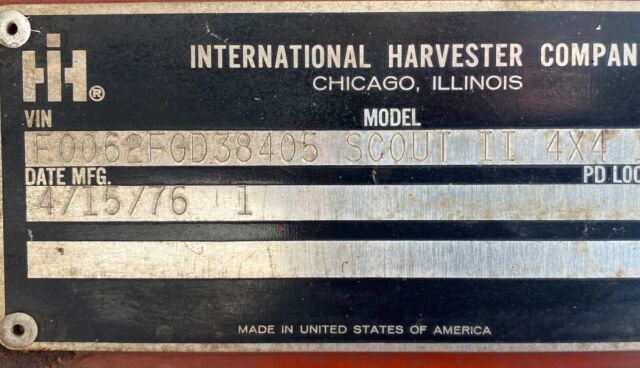 IH®
INTERNATIONAL HARVESTER COMPAN
CHICAGO, ILLINOIS
VIN MODEL
F0062FGD38405 SCOUT II 4X4
DATE MFG. PD LOC
4/15/76 1
MADE IN UNITED STATES OF AMERICA